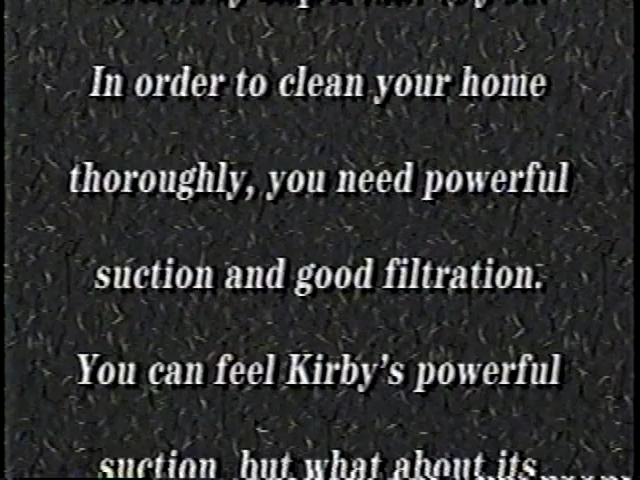 In order to clean your home
thoroughly, you need powerful
suction and good filtration.
You can feel Kirby's powerful
suction, but what about its